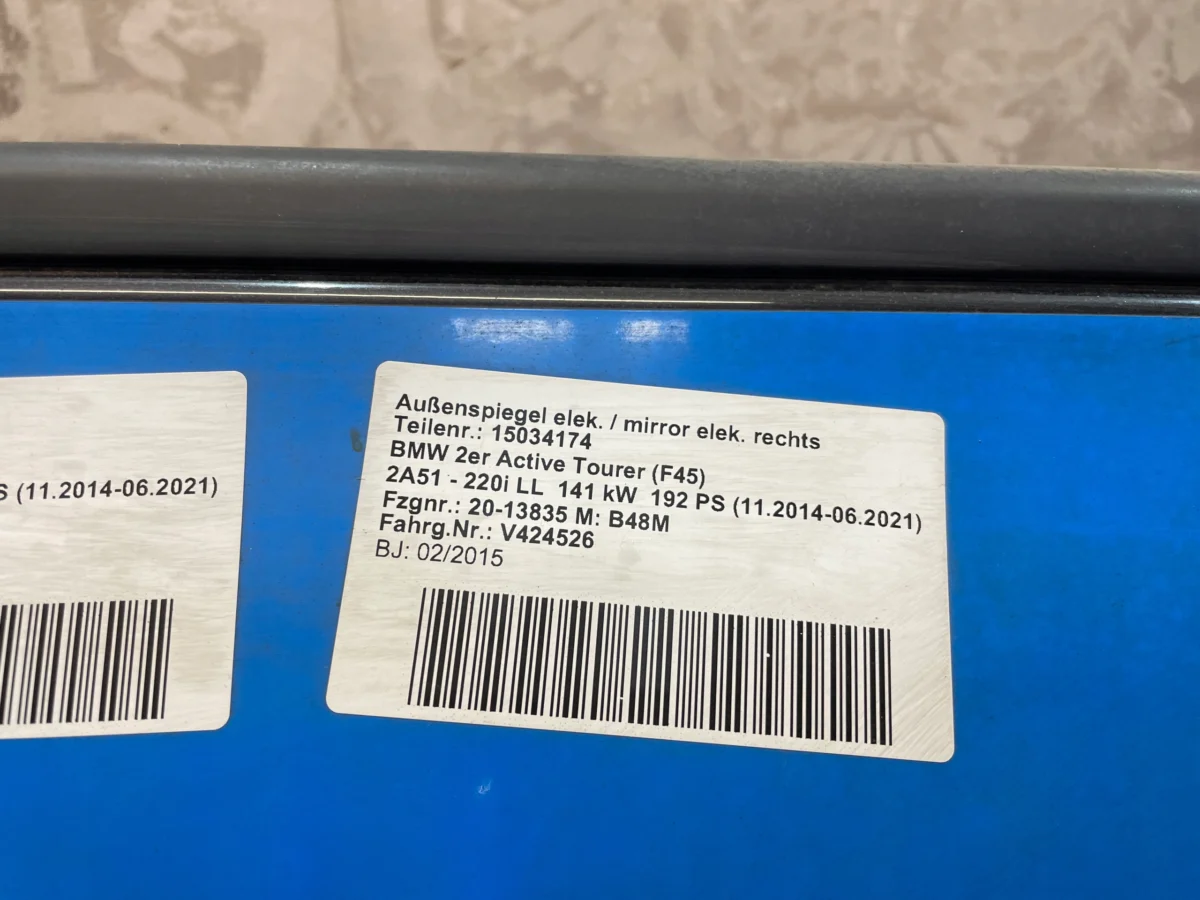 S (11.2014-06.2021)
Außenspiegel elek. / mirror elek. rechts
Teilenr.: 15034174
BMW 2er Active Tourer (F45)
2A51 - 220i LL 141 kW 192 PS (11.2014-06.2021)
Fzgnr.: 20-13835 M: B48M
Fahrg.Nr.: V424526
BJ: 02/2015